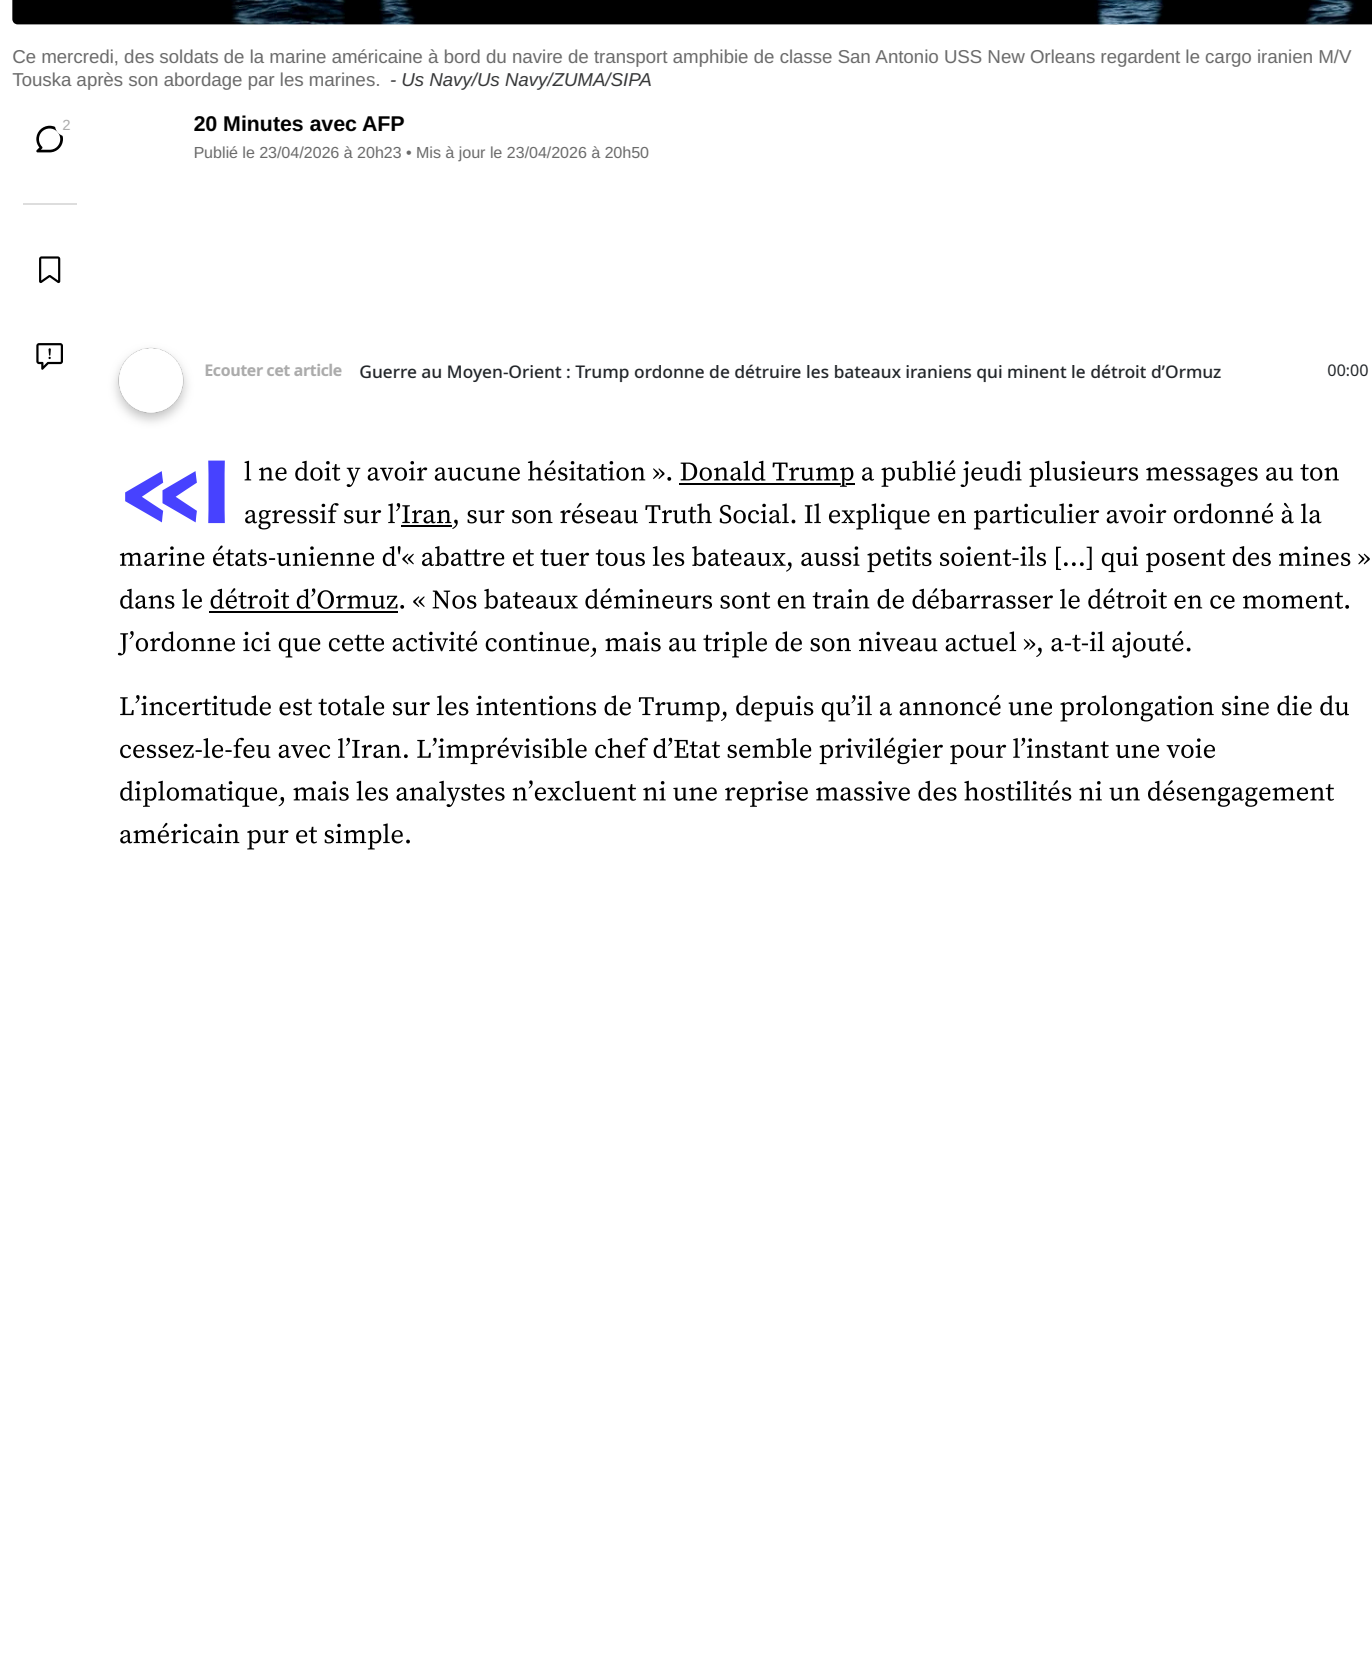 Ce mercredi, des soldats de la marine américaine à bord du navire de transport amphibie de classe San Antonio USS New Orleans regardent le cargo iranien M/V
Touska après son abordage par les marines. - Us Navy/Us Navy/ZUMA/SIPA
2
20 Minutes avec AFP
Publié le 23/04/2026 à 20h23 • Mis à jour le 23/04/2026 à 20h50
Ecouter cet article Guerre au Moyen-Orient : Trump ordonne de détruire les bateaux iraniens qui minent le détroit d’Ormuz 00:00
«Il ne doit y avoir aucune hésitation ». Donald Trump a publié jeudi plusieurs messages au ton
agressif sur l’Iran, sur son réseau Truth Social. Il explique en particulier avoir ordonné à la
marine états-unienne d'« abattre et tuer tous les bateaux, aussi petits soient-ils […] qui posent des mines »
dans le détroit d’Ormuz. « Nos bateaux démineurs sont en train de débarrasser le détroit en ce moment.
J’ordonne ici que cette activité continue, mais au triple de son niveau actuel », a-t-il ajouté.
L’incertitude est totale sur les intentions de Trump, depuis qu’il a annoncé une prolongation sine die du
cessez-le-feu avec l’Iran. L’imprévisible chef d’Etat semble privilégier pour l’instant une voie
diplomatique, mais les analystes n’excluent ni une reprise massive des hostilités ni un désengagement
américain pur et simple.